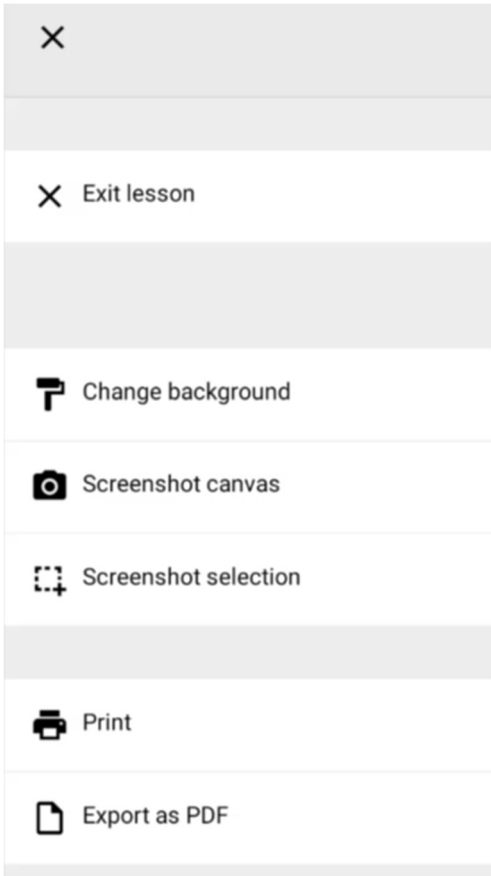 Exit lesson
Change background
Screenshot canvas
Screenshot selection
Print
Export as PDF